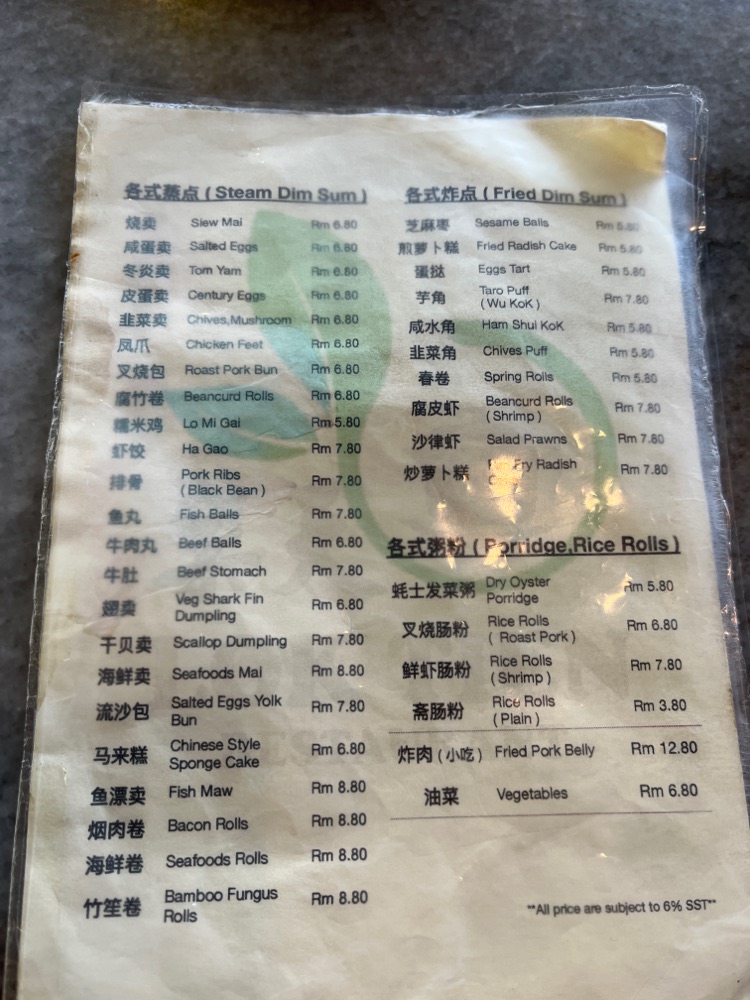 各式蒸点 ( Steam Dim Sum )
烧卖 Siew Mai Rm 6.80
咸蛋卖 Salted Eggs Rm 6.80
冬炎卖 Tom Yam Rm 6.80
皮蛋卖 Century Eggs Rm 6.80
韭菜卖 Chives,Mushroom Rm 6.80
凤爪 Chicken Feet Rm 6.80
叉烧包 Roast Pork Bun Rm 6.80
腐竹卷 Beancurd Rolls Rm 6.80
糯米鸡 Lo Mi Gai Rm 5.80
虾饺 Ha Gao Rm 7.80
排骨 Pork Ribs
( Black Bean ) Rm 7.80
鱼丸 Fish Balls Rm 7.80
牛肉丸 Beef Balls Rm 6.80
牛肚 Beef Stomach Rm 7.80
翅卖 Veg Shark Fin
Dumpling Rm 6.80
干贝卖 Scallop Dumpling Rm 7.80
海鲜卖 Seafoods Mai Rm 8.80
流沙包 Salted Eggs Yolk
Bun Rm 7.80
马来糕 Chinese Style
Sponge Cake Rm 6.80
鱼漂卖 Fish Maw Rm 8.80
烟肉卷 Bacon Rolls Rm 8.80
海鲜卷 Seafoods Rolls Rm 8.80
竹笙卷 Bamboo Fungus
Rolls Rm 8.80
各式炸点 ( Fried Dim Sum )
芝麻枣 Sesame Balls Rm 5.80
煎萝卜糕 Fried Radish Cake Rm 5.80
蛋挞 Eggs Tart Rm 5.80
芋角 Taro Puff
( Wu KoK ) Rm 7.80
咸水角 Ham Shui KoK Rm 5.80
韭菜角 Chives Puff Rm 5.80
春卷 Spring Rolls Rm 5.80
腐皮虾 Beancurd Rolls
( Shrimp ) Rm 7.80
沙律虾 Salad Prawns Rm 7.80
炒萝卜糕 Radish Rm 7.80
各式粥粉 ( Porridge,Rice Rolls )
蚝士发菜粥 Dry Oyster
Porridge Rm 5.80
叉烧肠粉 Rice Rolls
( Roast Pork ) Rm 6.80
鲜虾肠粉 Rice Rolls
( Shrimp ) Rm 7.80
斋肠粉 Rice Rolls
( Plain ) Rm 3.80
炸肉 ( 小吃 ) Fried Pork Belly Rm 12.80
油菜 Vegetables Rm 6.80
**All price are subject to 6% SST**